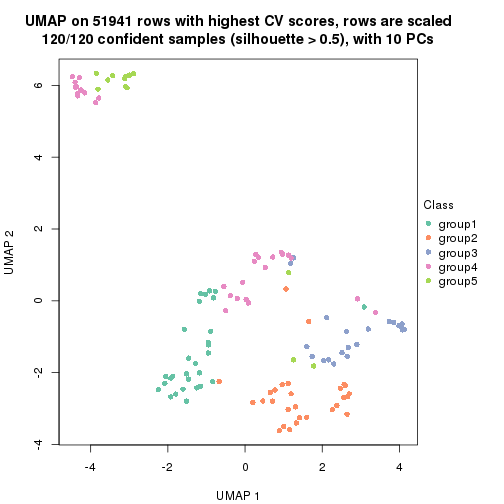 UMAP on 51941 rows with highest CV scores, rows are scaled
120/120 confident samples (silhouette > 0.5), with 10 PCs
6
4
2
0
-2
-4
UMAP 2
-4
-2
0
2
4
UMAP 1
Class
group1
group2
group3
group4
group5